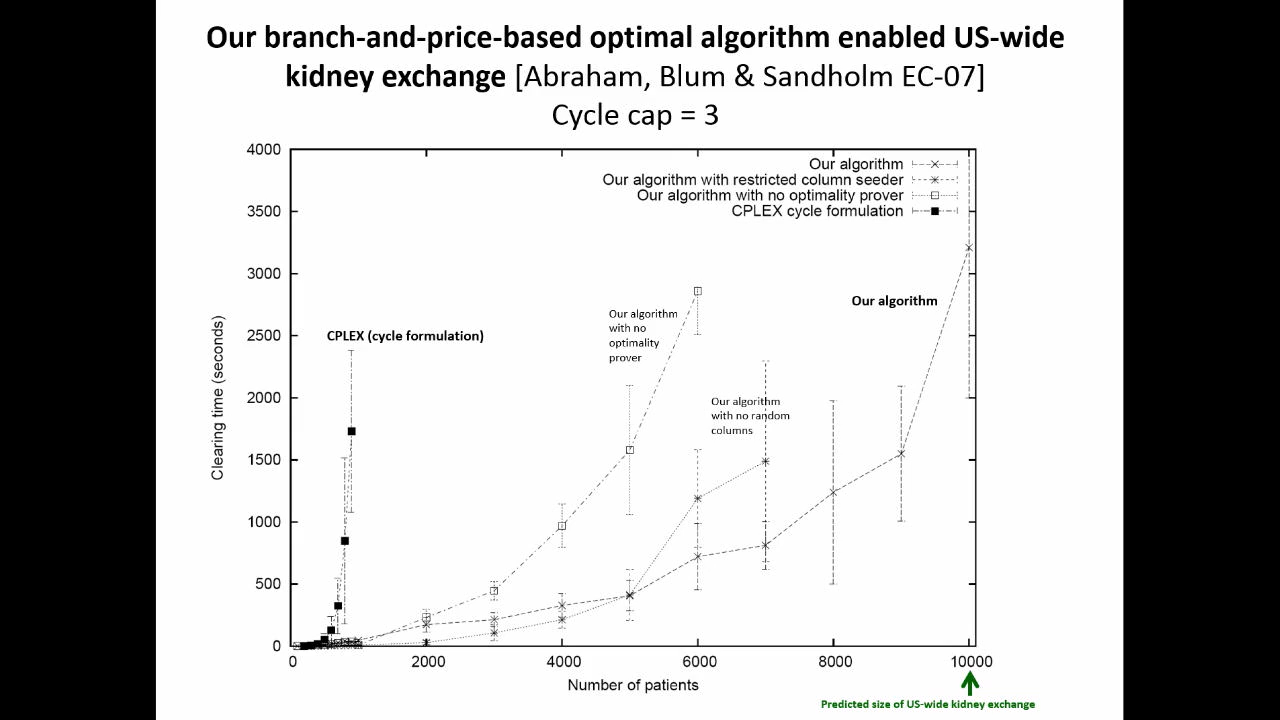 Our branch-and-price-based optimal algorithm enabled US-wide
kidney exchange [Abraham, Blum & Sandholm EC-07]
Cycle cap = 3
4000
3500
3000
2500
2000
1500
1000
500
0
Clearing time (seconds)
Our algorithm
Our algorithm with restricted column seeder
Our algorithm with no optimality prover
CPLEX cycle formulation
CPLEX (cycle formulation)
Our algorithm
with no
optimality
prover
Our algorithm
with no random
columns
Our algorithm
0 2000 4000 6000 8000 10000
Number of patients
Predicted size of US-wide kidney exchange